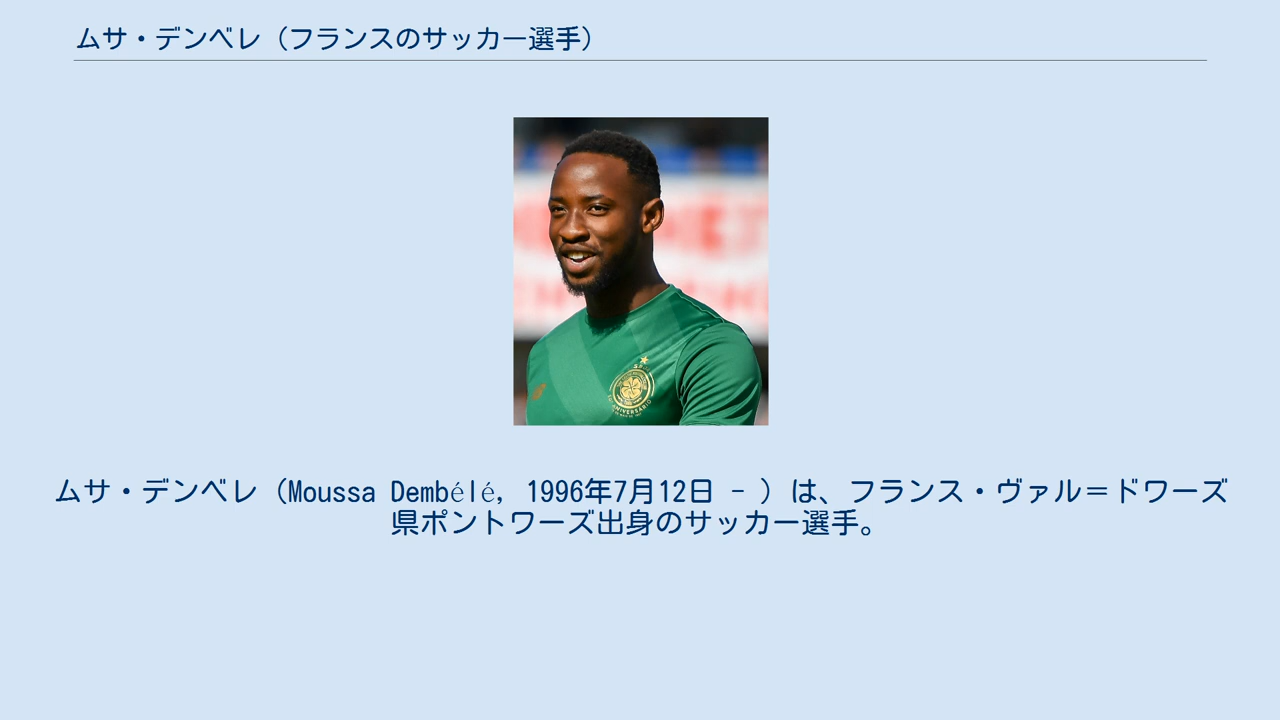 ムサ・デンベレ（フランスのサッカー選手）
ANIVERSARIO
ムサ・デンベレ（Moussa Dembélé, 1996年7月12日 - ）は、フランス・ヴァル＝ドワーズ
県ポントワーズ出身のサッカー選手。